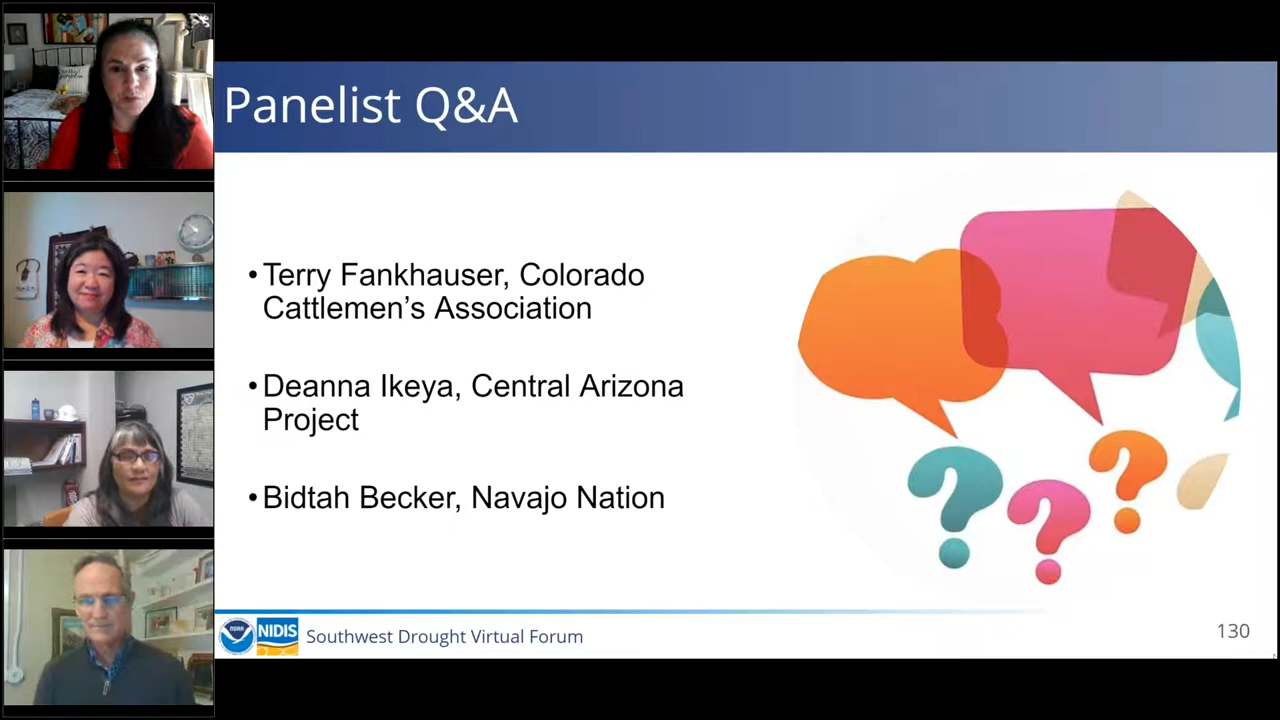 Panelist Q&A
•Terry Fankhauser, Colorado
Cattlemen’s Association
•Deanna Ikeya, Central Arizona
Project
•Bidtah Becker, Navajo Nation
NOAA
NIDIS
Southwest Drought Virtual Forum
130